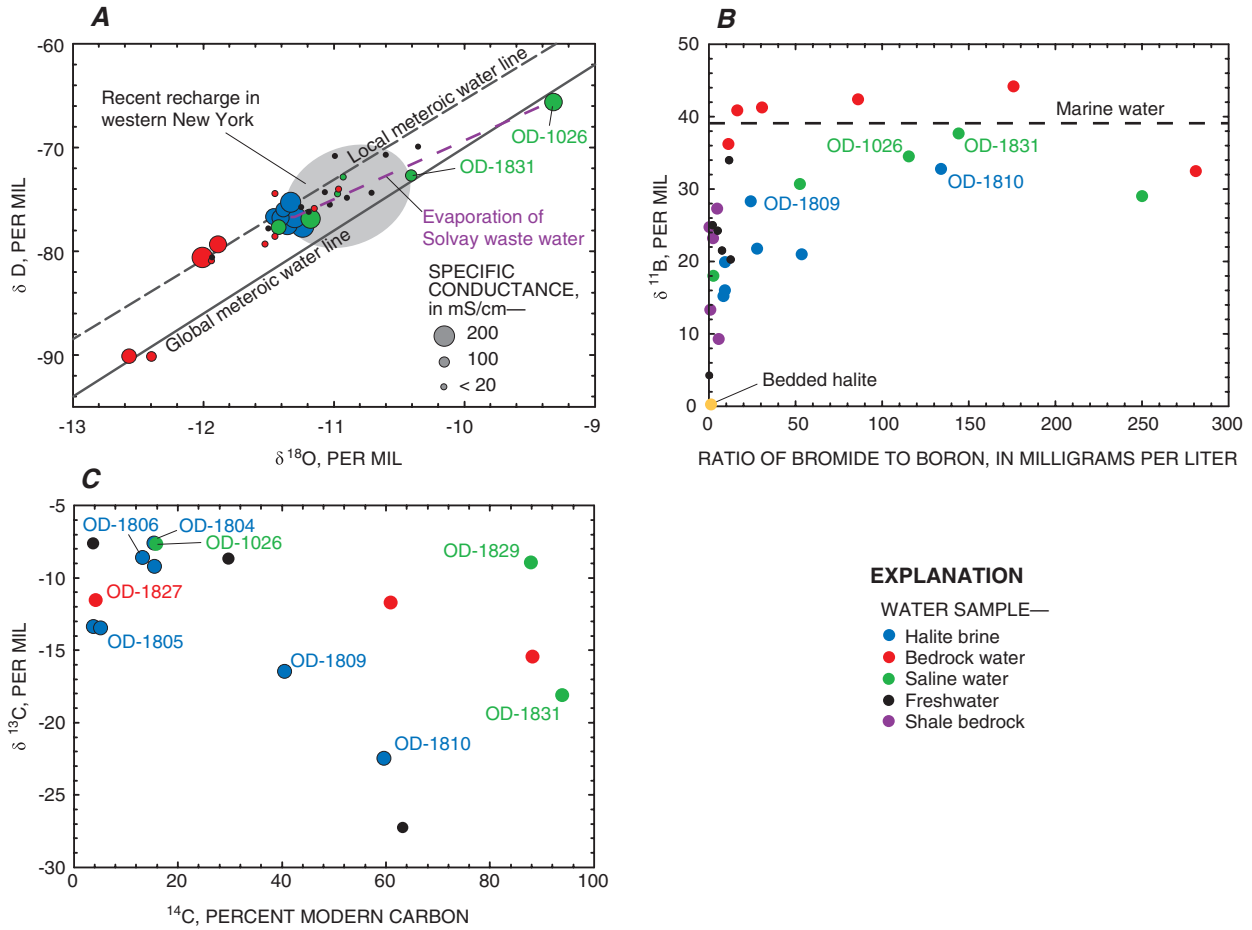 A
-60
-70
-80
-90
δ D, PER MIL
Recent recharge in
western New York
Local meteroic water line
OD-1026
OD-1831
Evaporation of
Solvay waste water
Global meteroic water line
SPECIFIC
CONDUCTANCE,
in mS/cm—
200
100
< 20
-13 -12 -11 -10 -9
δ 18O, PER MIL
B
50
40
30
20
10
0
δ 11B, PER MIL
Marine water
OD-1026
OD-1831
OD-1810
OD-1809
Bedded halite
0 50 100 150 200 250 300
RATIO OF BROMIDE TO BORON, IN MILLIGRAMS PER LITER
C
-5
-10
-15
-20
-25
-30
δ 13C, PER MIL
OD-1806
OD-1804
OD-1026
OD-1829
OD-1827
OD-1805
OD-1809
OD-1831
OD-1810
0 20 40 60 80 100
14C, PERCENT MODERN CARBON
EXPLANATION
WATER SAMPLE—
Halite brine
Bedrock water
Saline water
Freshwater
Shale bedrock